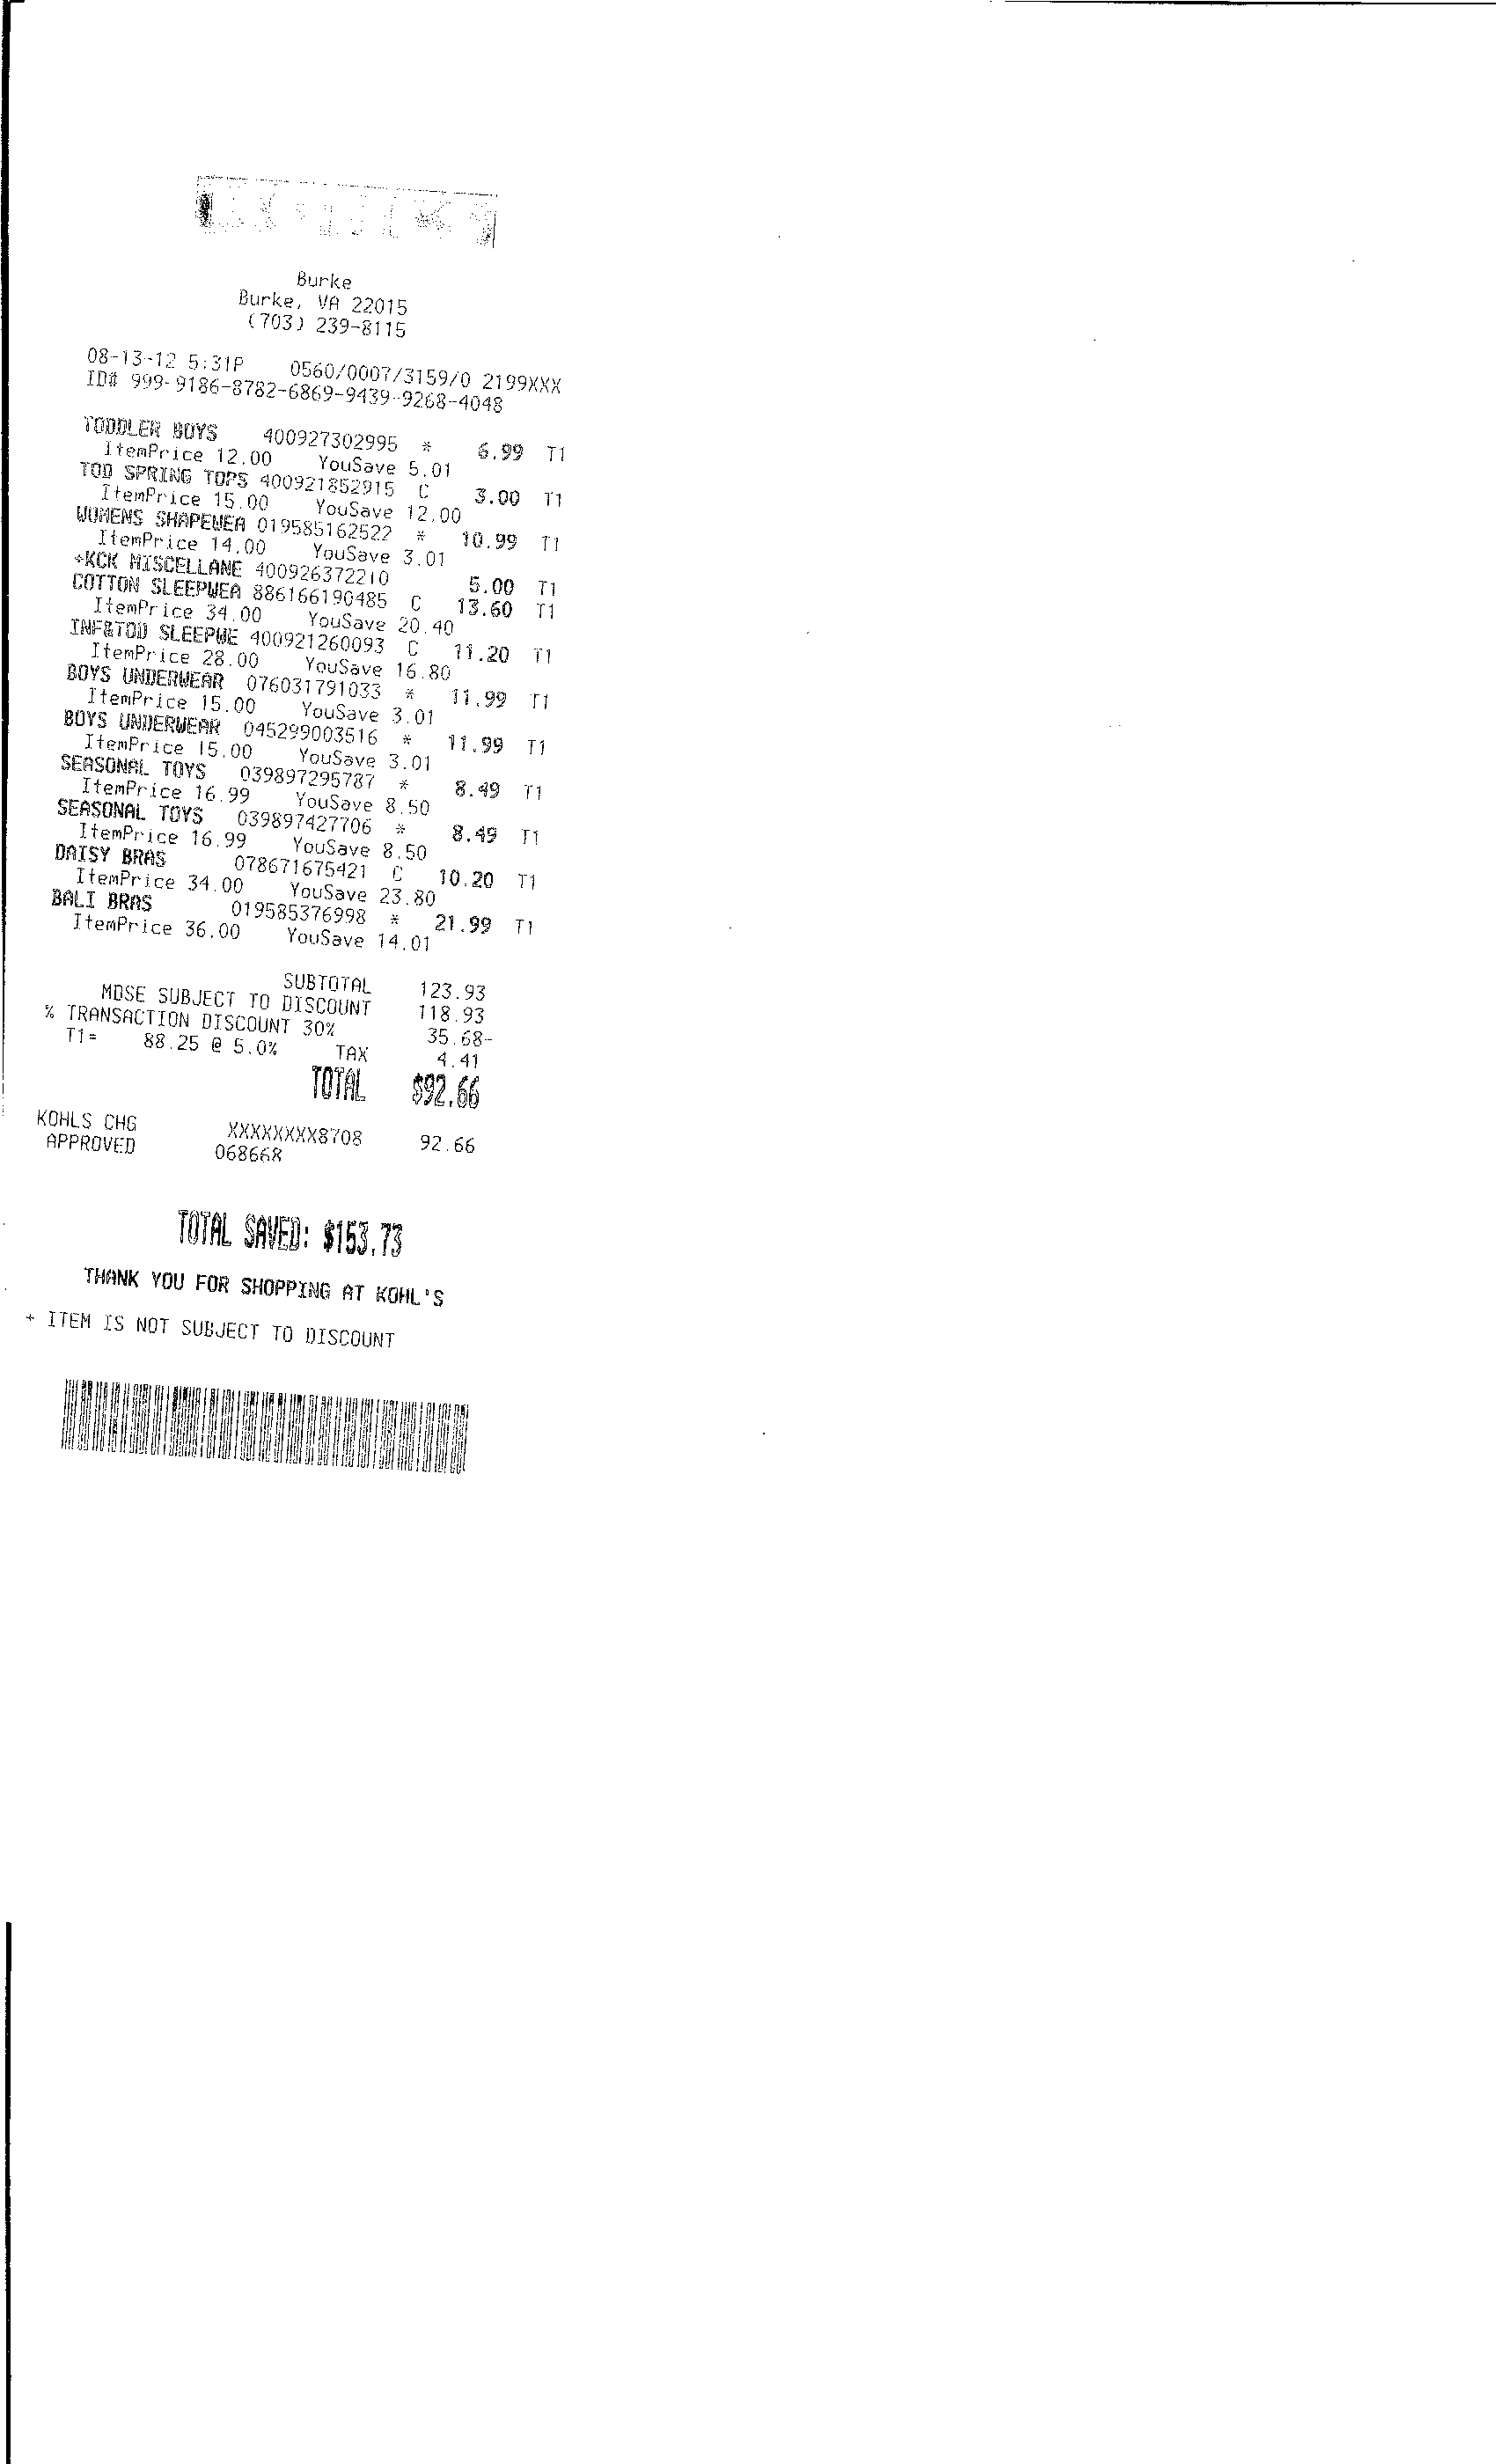 Burke
Burke, VA 22015
(703) 239-8115
08-13-12 5:31P 0560/0007/3159/0 2199XXX
ID# 999-9186-8782-6869-9439-9268-4048
TODDLER BOYS 400927302995 * 6.99 T1
ItemPrice 12.00 YouSave 5.01
TOD SPRING TOPS 400921852915 C 3.00 T1
ItemPrice 15.00 YouSave 12.00
WOMENS SHAPEWEA 019585162522 * 10.99 T1
ItemPrice 14.00 YouSave 3.01
+KCK MISCELLANE 400926372210 5.00 T1
COTTON SLEEPWEA 886166190485 C 13.60 T1
ItemPrice 34.00 YouSave 20.40
INF&TOD SLEEPWE 400921260093 C 11.20 T1
ItemPrice 28.00 YouSave 16.80
BOYS UNDERWEAR 076031791033 * 11.99 T1
ItemPrice 15.00 YouSave 3.01
BOYS UNDERWEAR 045299003516 * 11.99 T1
ItemPrice 15.00 YouSave 3.01
SEASONAL TOYS 039897295787 * 8.49 T1
ItemPrice 16.99 YouSave 8.50
SEASONAL TOYS 039897427706 * 8.49 T1
ItemPrice 16.99 YouSave 8.50
DAISY BRAS 078671675421 C 10.20 T1
ItemPrice 34.00 YouSave 23.80
BALI BRAS 019585376998 * 21.99 T1
ItemPrice 36.00 YouSave 14.01
SUBTOTAL 123.93
MDSE SUBJECT TO DISCOUNT 118.93
% TRANSACTION DISCOUNT 30% 35.68-
T1= 88.25 @ 5.0% TAX 4.41
TOTAL $92.66
KOHLS CHG XXXXXXXX8708 92.66
APPROVED 068668
TOTAL SAVED: $153.73
THANK YOU FOR SHOPPING AT KOHL'S
+ ITEM IS NOT SUBJECT TO DISCOUNT